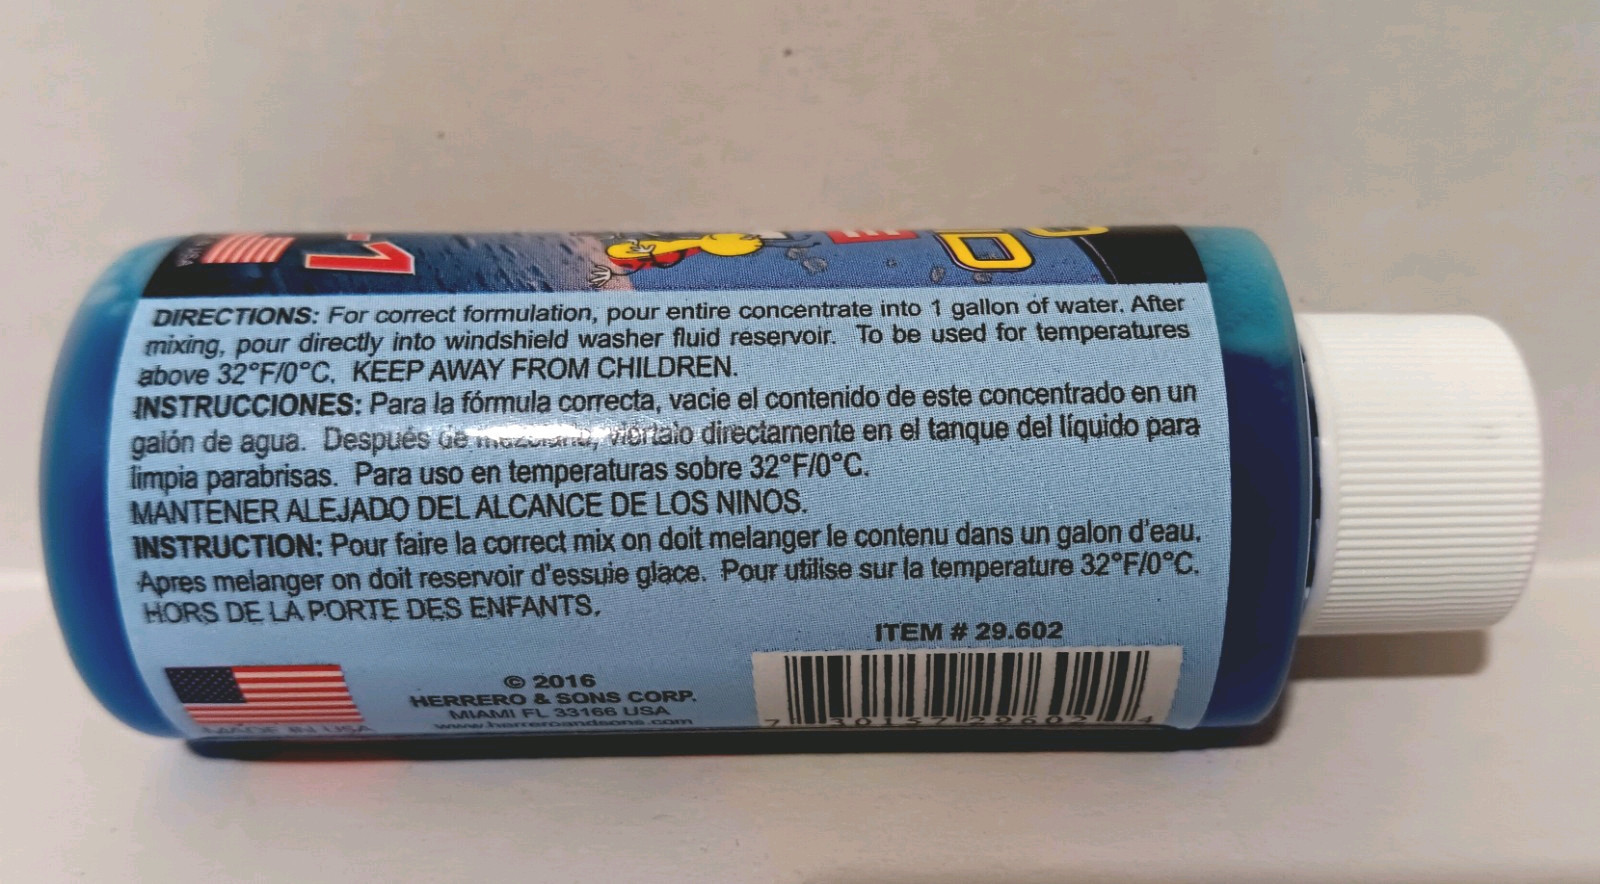 DIRECTIONS: For correct formulation, pour entire concentrate into 1 gallon of water. After
mixing, pour directly into windshield washer fluid reservoir. To be used for temperatures
above 32°F/0°C. KEEP AWAY FROM CHILDREN.
INSTRUCCIONES: Para la fórmula correcta, vacie el contenido de este concentrado en un
galón de agua. Después de viértalo directamente en el tanque del líquido para
limpia parabrisas. Para uso en temperaturas sobre 32°F/0°C.
MANTENER ALEJADO DEL ALCANCE DE LOS NINOS.
INSTRUCTION: Pour faire la correct mix on doit melanger le contenu dans un galon d'eau.
Apres melanger on doit reservoir d'essuie glace. Pour utilise sur la temperature 32°F/0°C.
HORS DE LA PORTE DES ENFANTS.
ITEM # 29.602
© 2016
HERRERO & SONS CORP.
MIAMI FL 33166 USA
www.herreroandsons.com
MADE IN USA
7 30157 29602 4